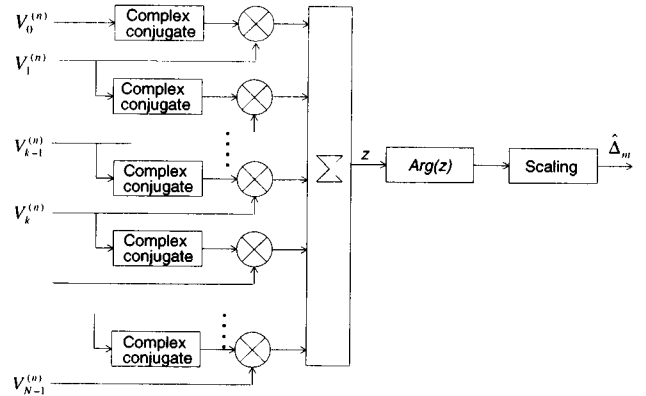 V_0^{(n)}
Complex
conjugate
V_1^{(n)}
Complex
conjugate
V_{k-1}^{(n)}
Complex
conjugate
V_k^{(n)}
Complex
conjugate
Complex
conjugate
V_{N-1}^{(n)}
Σ
z
Arg(z)
Scaling
\hat{Δ}_m